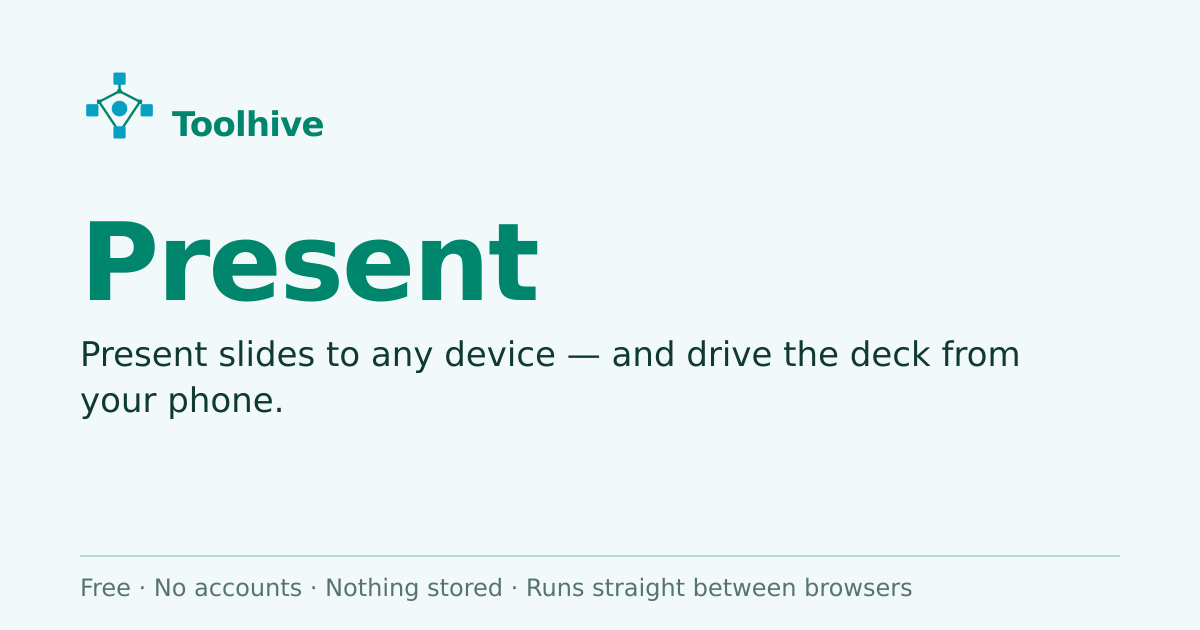 Toolhive
Present
Present slides to any device — and drive the deck from
your phone.
Free · No accounts · Nothing stored · Runs straight between browsers